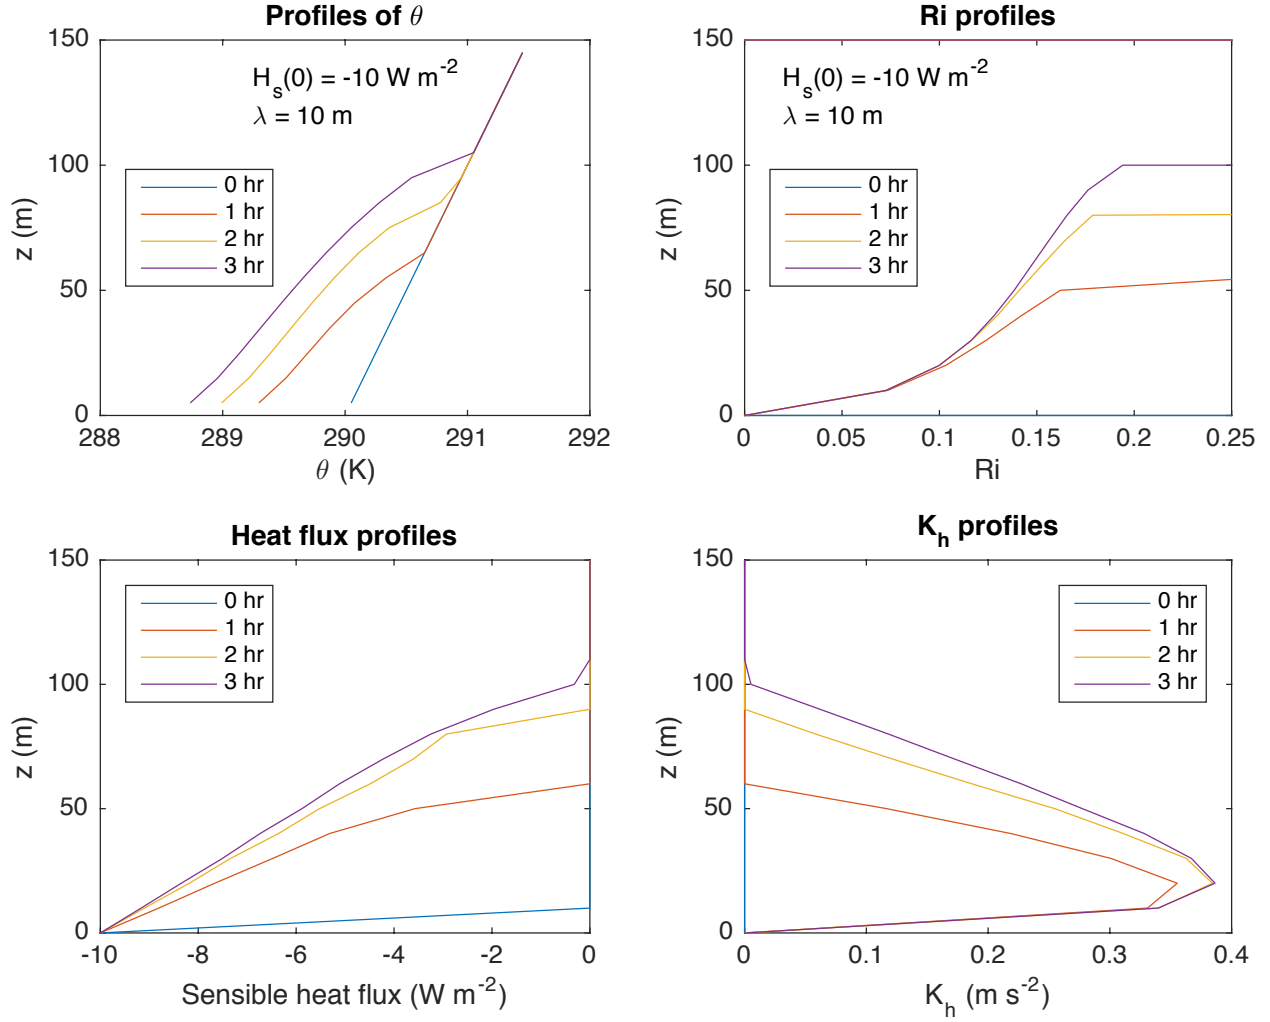 Profiles of θ
150
100
50
0
z (m)
H_s(0) = -10 W m^-2
λ = 10 m
0 hr
1 hr
2 hr
3 hr
288
289
290
291
292
θ (K)
Ri profiles
150
100
50
0
z (m)
H_s(0) = -10 W m^-2
λ = 10 m
0 hr
1 hr
2 hr
3 hr
0
0.05
0.1
0.15
0.2
0.25
Ri
Heat flux profiles
150
100
50
0
z (m)
0 hr
1 hr
2 hr
3 hr
-10
-8
-6
-4
-2
0
Sensible heat flux (W m^-2)
K_h profiles
150
100
50
0
z (m)
0 hr
1 hr
2 hr
3 hr
0
0.1
0.2
0.3
0.4
K_h (m s^-2)